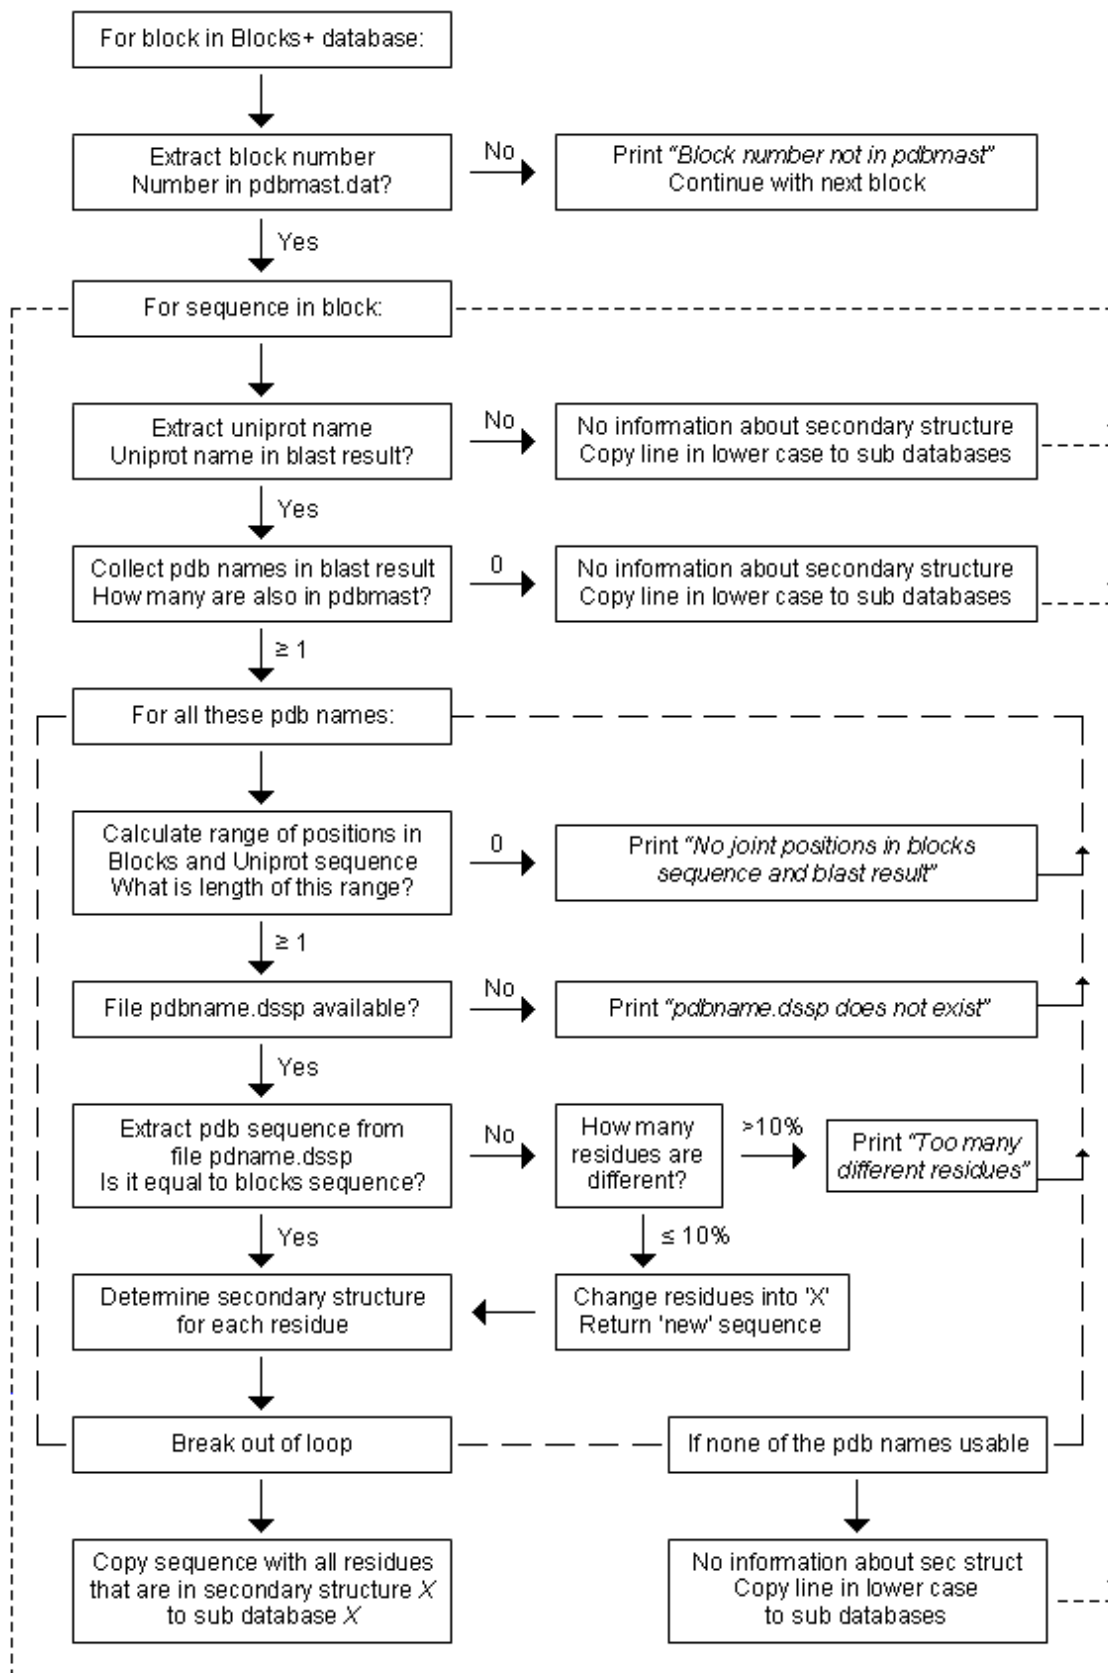 For block in Blocks+ database:
Extract block number
Number in pdbmast.dat?
No
Print "Block number not in pdbmast"
Continue with next block
Yes
For sequence in block:
Extract uniprot name
Uniprot name in blast result?
No
No information about secondary structure
Copy line in lower case to sub databases
Yes
Collect pdb names in blast result
How many are also in pdbmast?
0
No information about secondary structure
Copy line in lower case to sub databases
≥ 1
For all these pdb names:
Calculate range of positions in
Blocks and Uniprot sequence
What is length of this range?
0
Print "No joint positions in blocks
sequence and blast result"
≥ 1
File pdbname.dssp available?
No
Print "pdbname.dssp does not exist"
Yes
Extract pdb sequence from
file pdname.dssp
Is it equal to blocks sequence?
No
How many
residues are
different?
>10%
Print "Too many
different residues"
Yes
≤ 10%
Determine secondary structure
for each residue
Change residues into 'X'
Return 'new' sequence
Break out of loop
If none of the pdb names usable
Copy sequence with all residues
that are in secondary structure X
to sub database X
No information about sec struct
Copy line in lower case
to sub databases